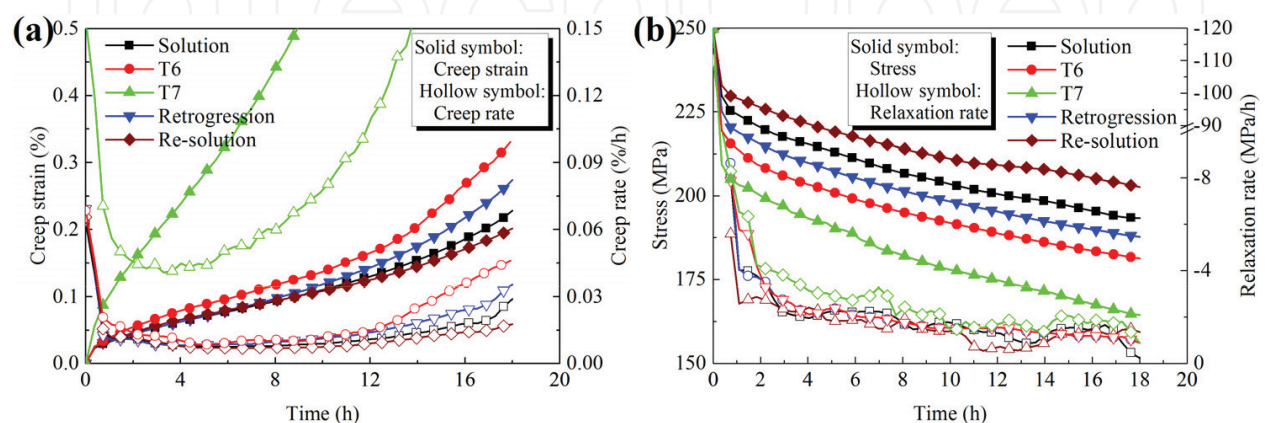 (a)
Solution
T6
T7
Retrogression
Re-solution
Solid symbol:
Creep strain
Hollow symbol:
Creep rate
0.5
0.4
0.3
0.2
0.1
0.0
Creep strain (%)
0.15
0.12
0.09
0.06
0.03
0.00
Creep rate (%/h)
0 4 8 12 16 20
Time (h)
(b)
Solid symbol:
Stress
Hollow symbol:
Relaxation rate
Solution
T6
T7
Retrogression
Re-solution
250
225
200
175
150
Stress (MPa)
-120
-110
-100
-90
-8
-4
0
Relaxation rate (MPa/h)
0 2 4 6 8 10 12 14 16 18 20
Time (h)